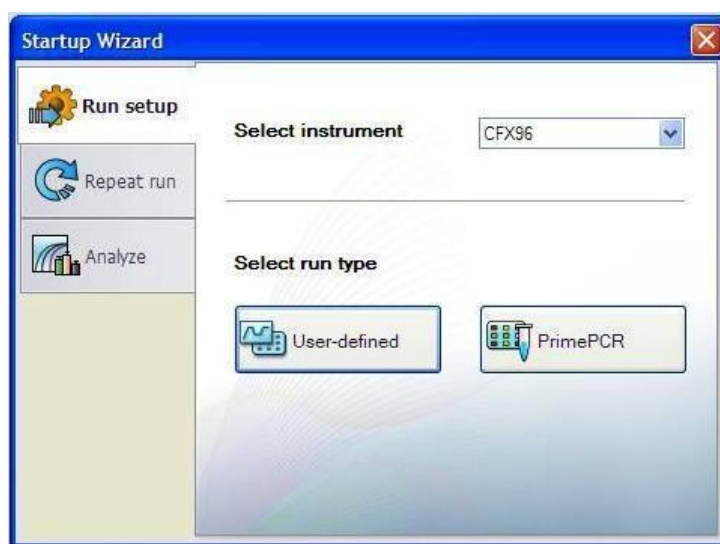 Startup Wizard
Run setup
Repeat run
Analyze
Select instrument
CFX96
Select run type
User-defined
PrimePCR